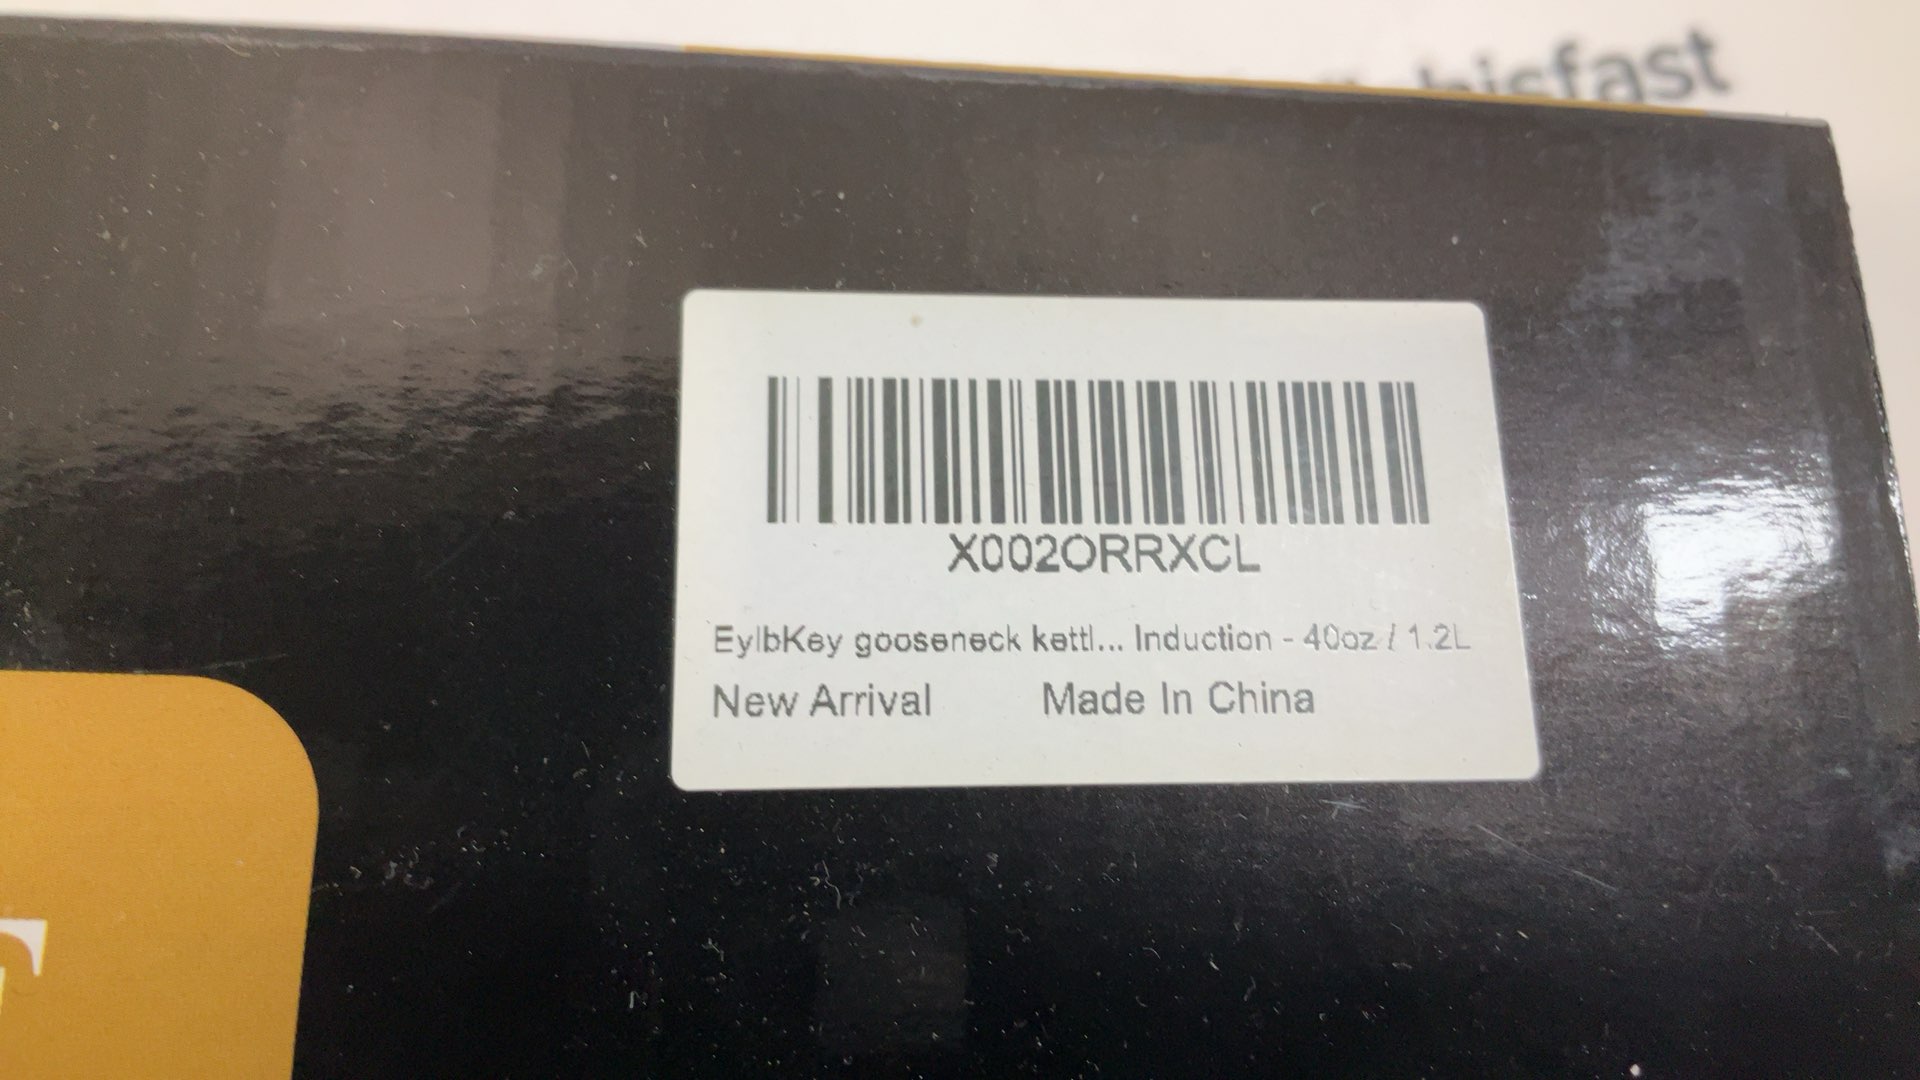 X002ORRXCL
EylbKey gooseneck kettl... Induction - 40oz / 1.2L
New Arrival Made In China